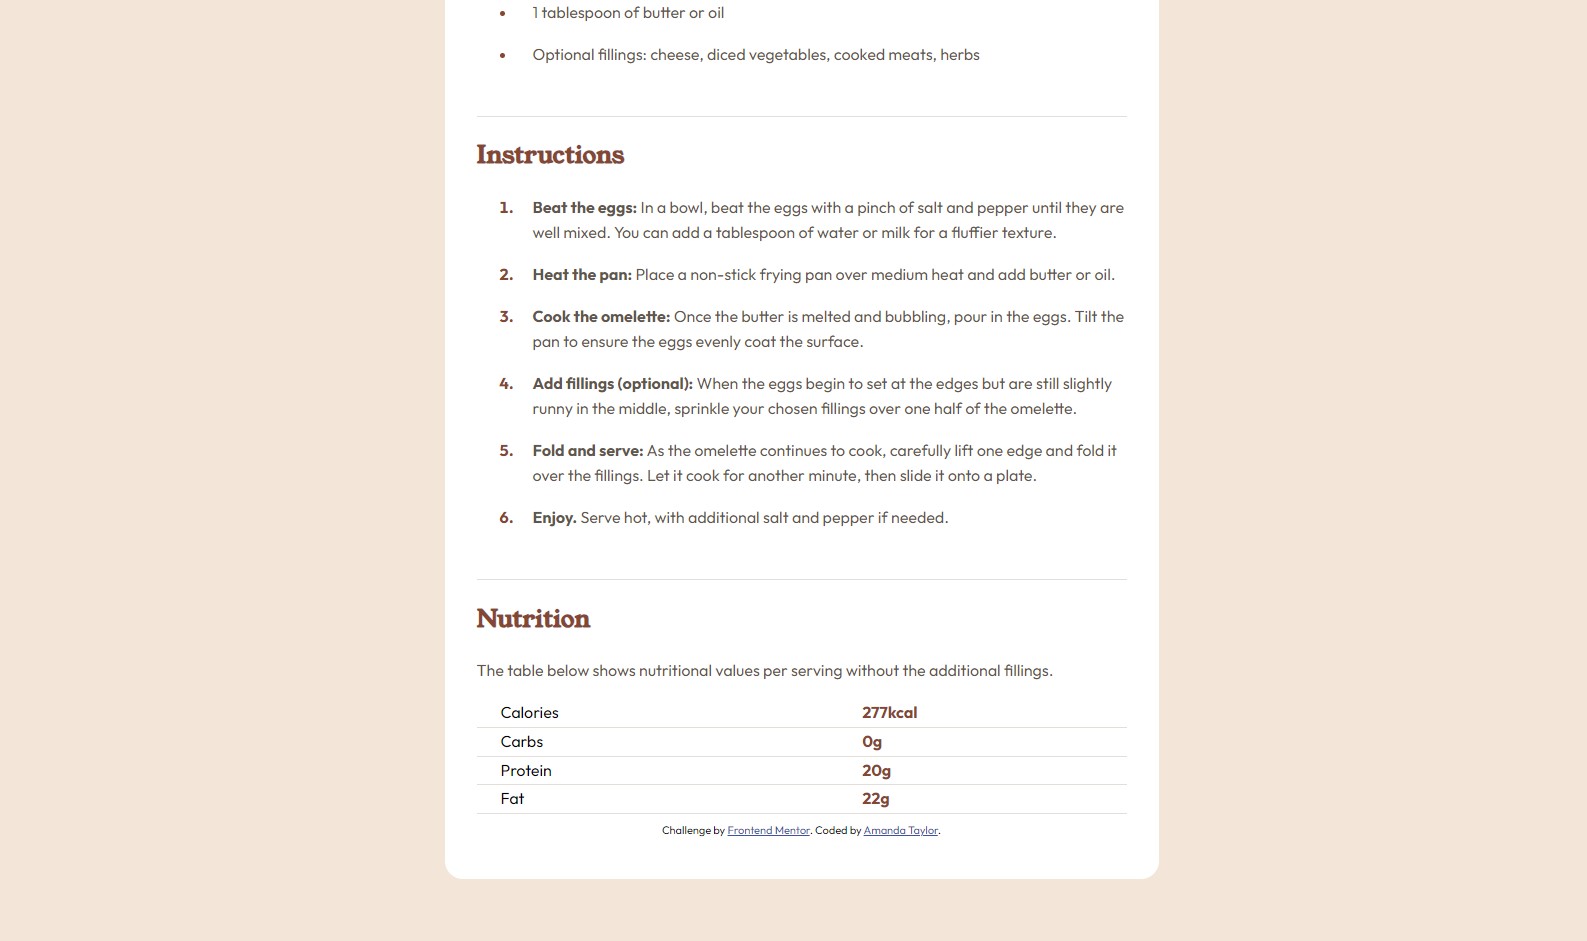 • 1 tablespoon of butter or oil
• Optional fillings: cheese, diced vegetables, cooked meats, herbs
Instructions
1. Beat the eggs: In a bowl, beat the eggs with a pinch of salt and pepper until they are
well mixed. You can add a tablespoon of water or milk for a fluffier texture.
2. Heat the pan: Place a non-stick frying pan over medium heat and add butter or oil.
3. Cook the omelette: Once the butter is melted and bubbling, pour in the eggs. Tilt the
pan to ensure the eggs evenly coat the surface.
4. Add fillings (optional): When the eggs begin to set at the edges but are still slightly
runny in the middle, sprinkle your chosen fillings over one half of the omelette.
5. Fold and serve: As the omelette continues to cook, carefully lift one edge and fold it
over the fillings. Let it cook for another minute, then slide it onto a plate.
6. Enjoy. Serve hot, with additional salt and pepper if needed.
Nutrition
The table below shows nutritional values per serving without the additional fillings.
Calories 277kcal
Carbs 0g
Protein 20g
Fat 22g
Challenge by Frontend Mentor. Coded by Amanda Taylor.